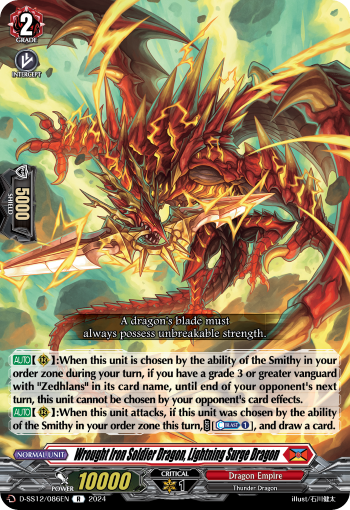 2
GRADE
INTERCEPT
5000
SHIELD
A dragon's blade must
always possess unbreakable strength.
AUTO【R】:When this unit is chosen by the ability of the Smithy in your
order zone during your turn, if you have a grade 3 or greater vanguard
with "Zedhlans" in its card name, until end of your opponent's next
turn, this unit cannot be chosen by your opponent's card effects.
AUTO【R】:When this unit attacks, if this unit was chosen by the ability
of the Smithy in your order zone this turn, [BLAST 1], and draw a card.
NORMAL UNIT
Wrought Iron Soldier Dragon, Lightning Surge Dragon
POWER 10000
CRITICAL
1
Dragon Empire
Thunder Dragon
D-SS12/086EN R 2024
illust/石川健太